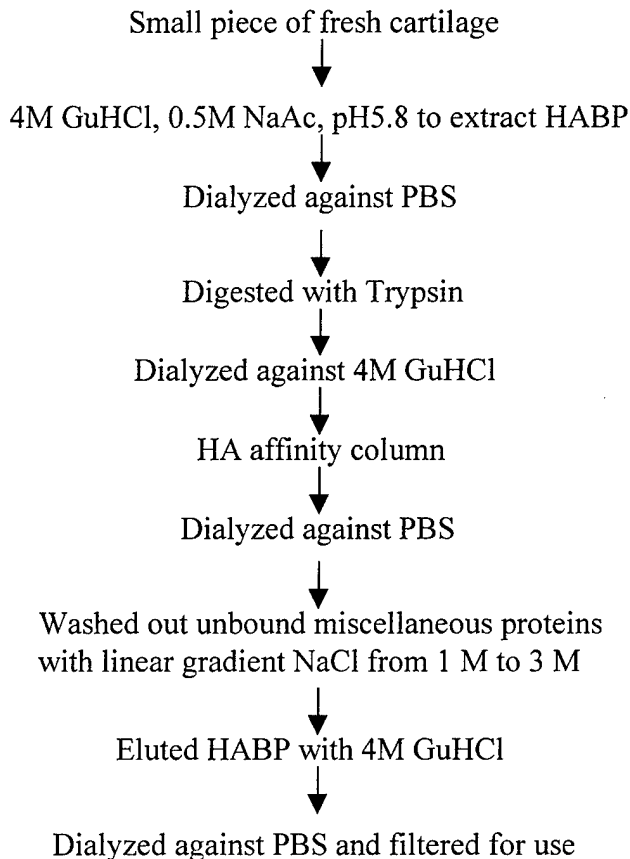 Small piece of fresh cartilage
4M GuHCl, 0.5M NaAc, pH5.8 to extract HABP
Dialyzed against PBS
Digested with Trypsin
Dialyzed against 4M GuHCl
HA affinity column
Dialyzed against PBS
Washed out unbound miscellaneous proteins
with linear gradient NaCl from 1 M to 3 M
Eluted HABP with 4M GuHCl
Dialyzed against PBS and filtered for use